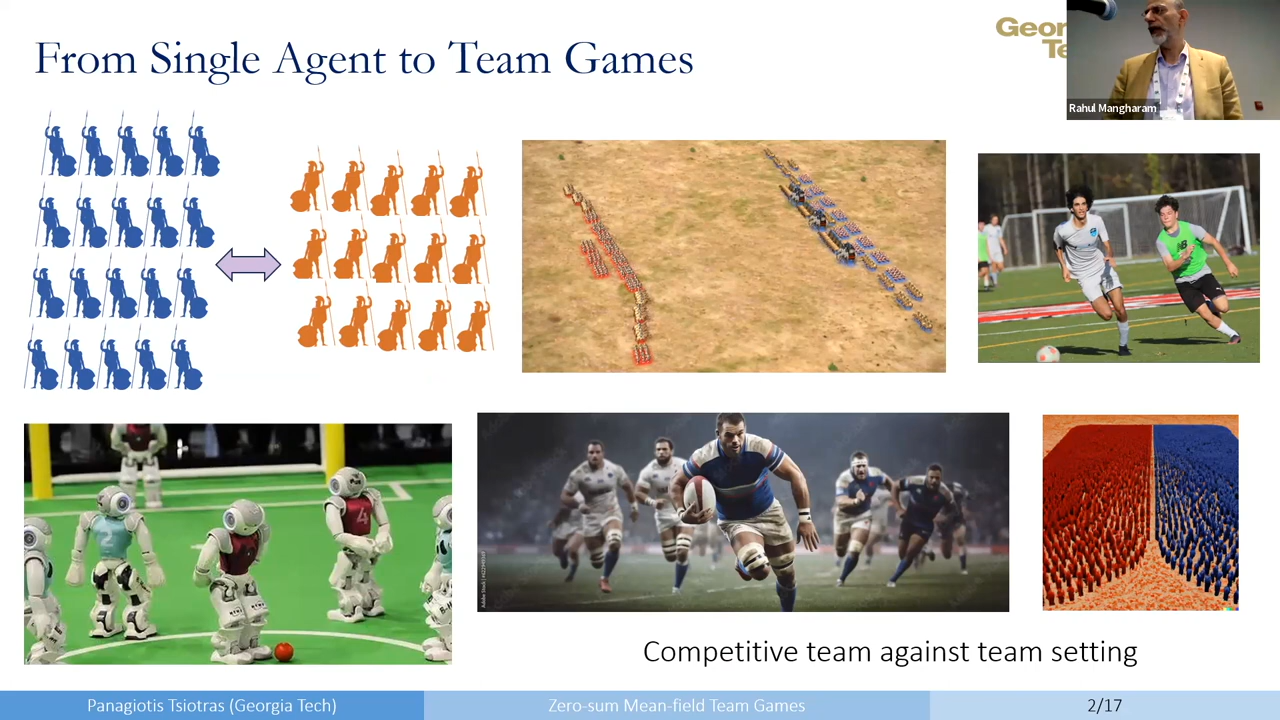 From Single Agent to Team Games
Rahul Mangharam
Competitive team against team setting
Panagiotis Tsiotras (Georgia Tech)
Zero-sum Mean-field Team Games
2/17